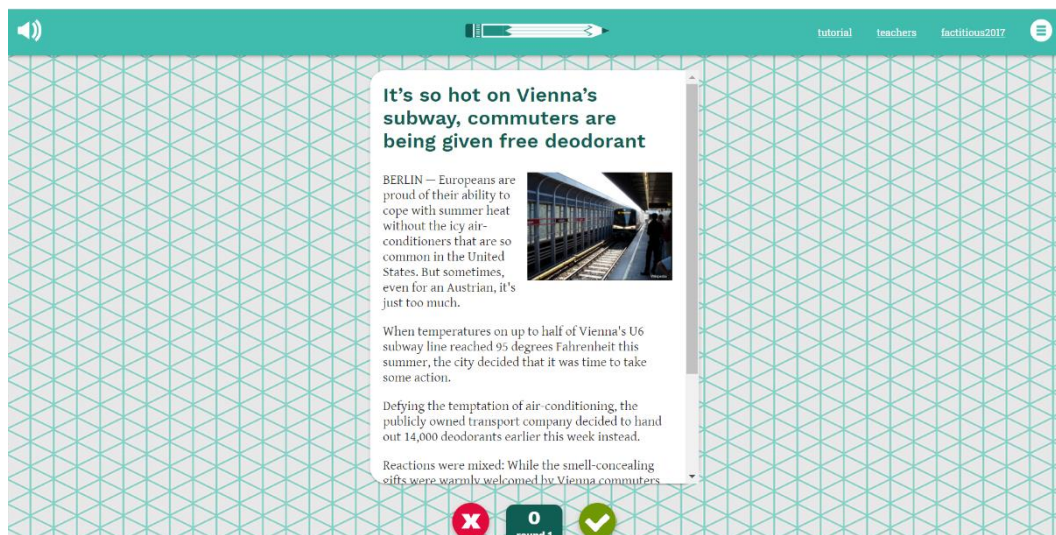 tutorial teachers factitious2017
It's so hot on Vienna's
subway, commuters are
being given free deodorant
BERLIN — Europeans are
proud of their ability to
cope with summer heat
without the icy air-
conditioners that are so
common in the United
States. But sometimes,
even for an Austrian, it's
just too much.
When temperatures on up to half of Vienna's U6
subway line reached 95 degrees Fahrenheit this
summer, the city decided that it was time to take
some action.
Defying the temptation of air-conditioning, the
publicly owned transport company decided to hand
out 14,000 deodorants earlier this week instead.
Reactions were mixed: While the smell-concealing
gifts were warmly welcomed by Vienna commuters
0
round 1